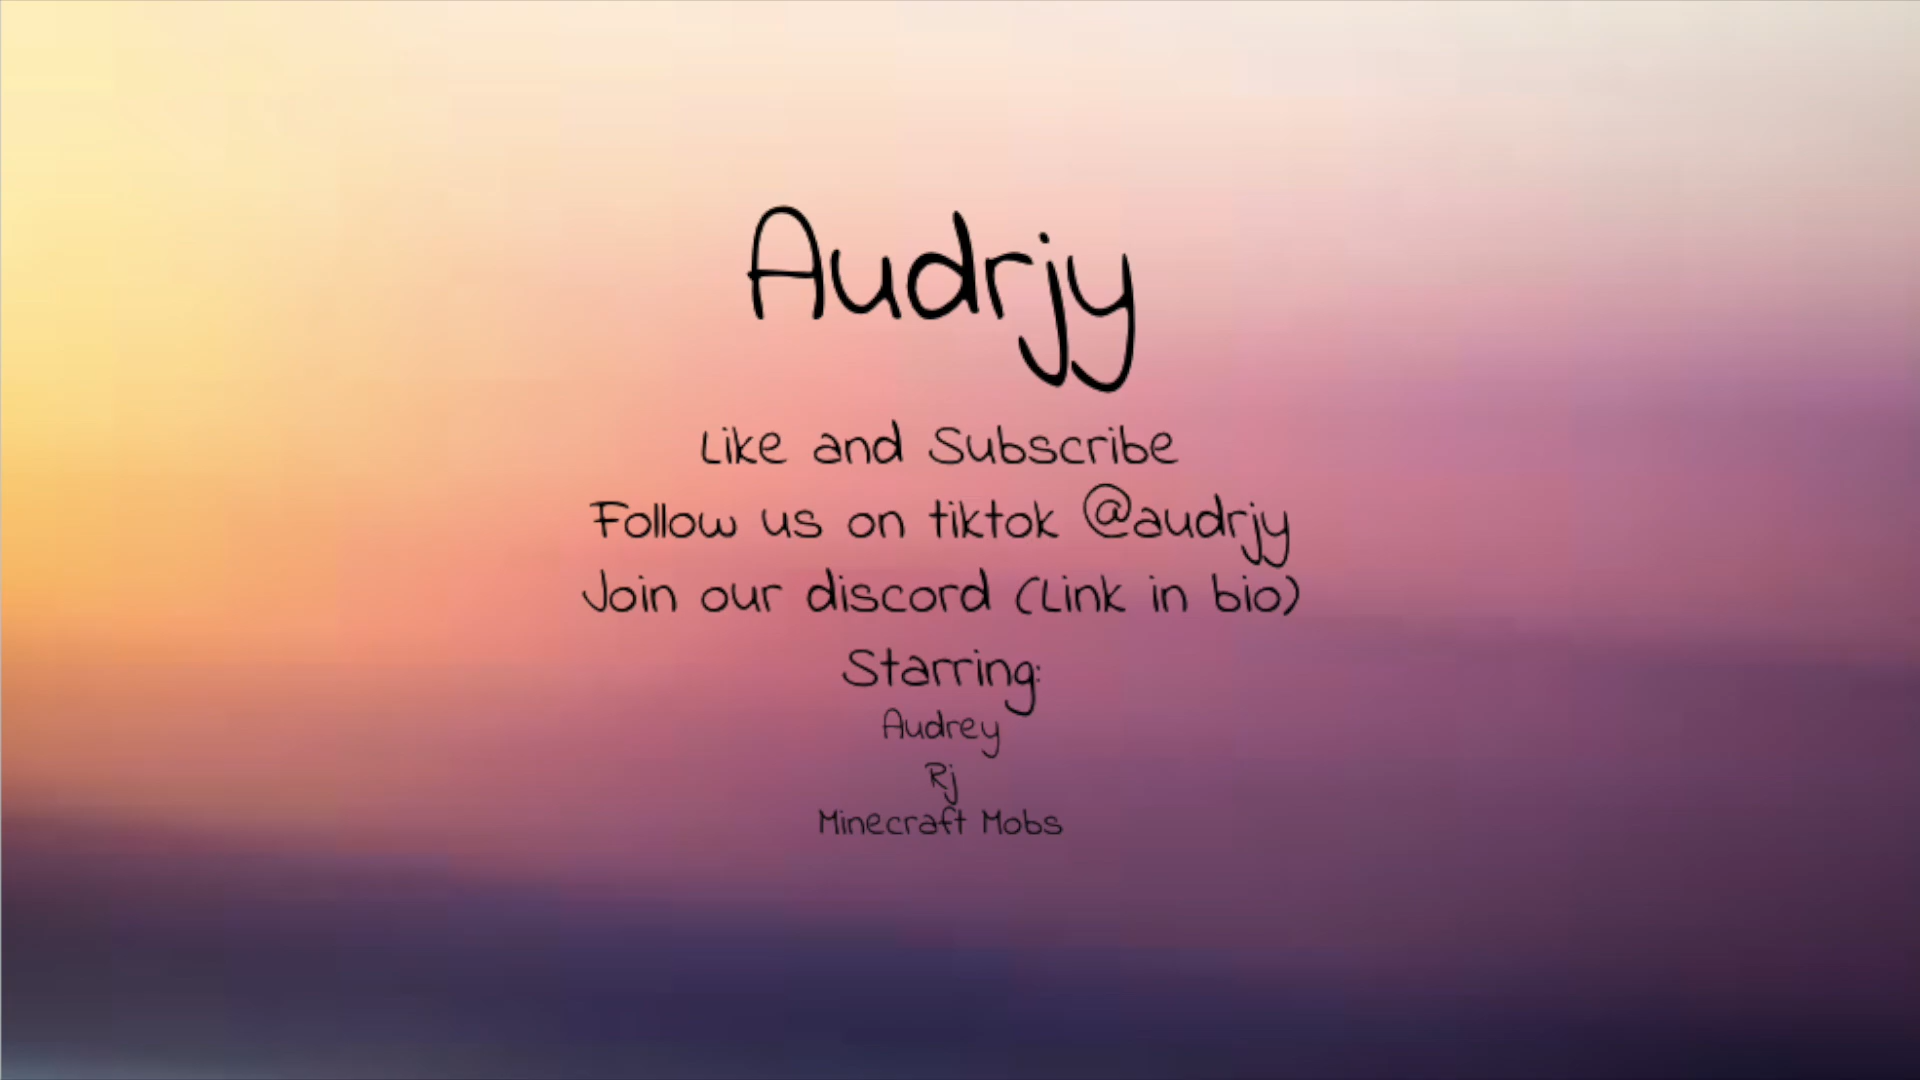 Audrjy
Like and Subscribe
Follow us on tiktok @audrjy
Join our discord (Link in bio)
Starring:
Audrey
Rj
Minecraft Mobs